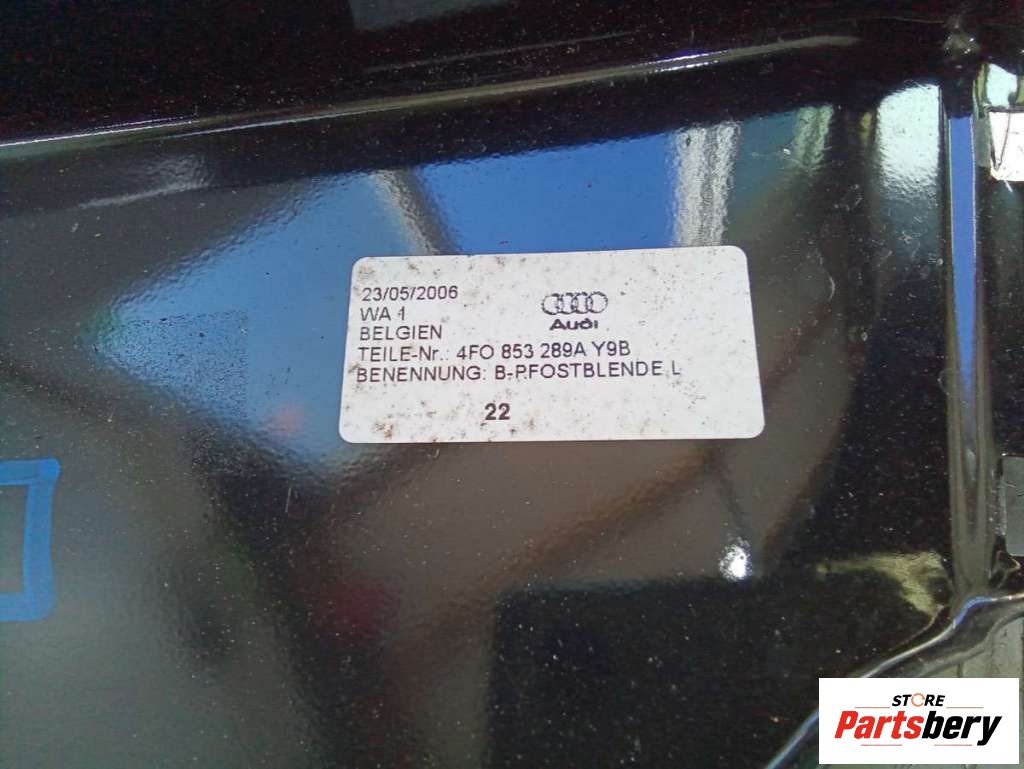 23/05/2006
WA 1
BELGIEN
Audi
TEILE-Nr.: 4FO 853 289A Y9B
BENENNUNG: B-PFOSTBLENDE L
22
STORE
Partsbery